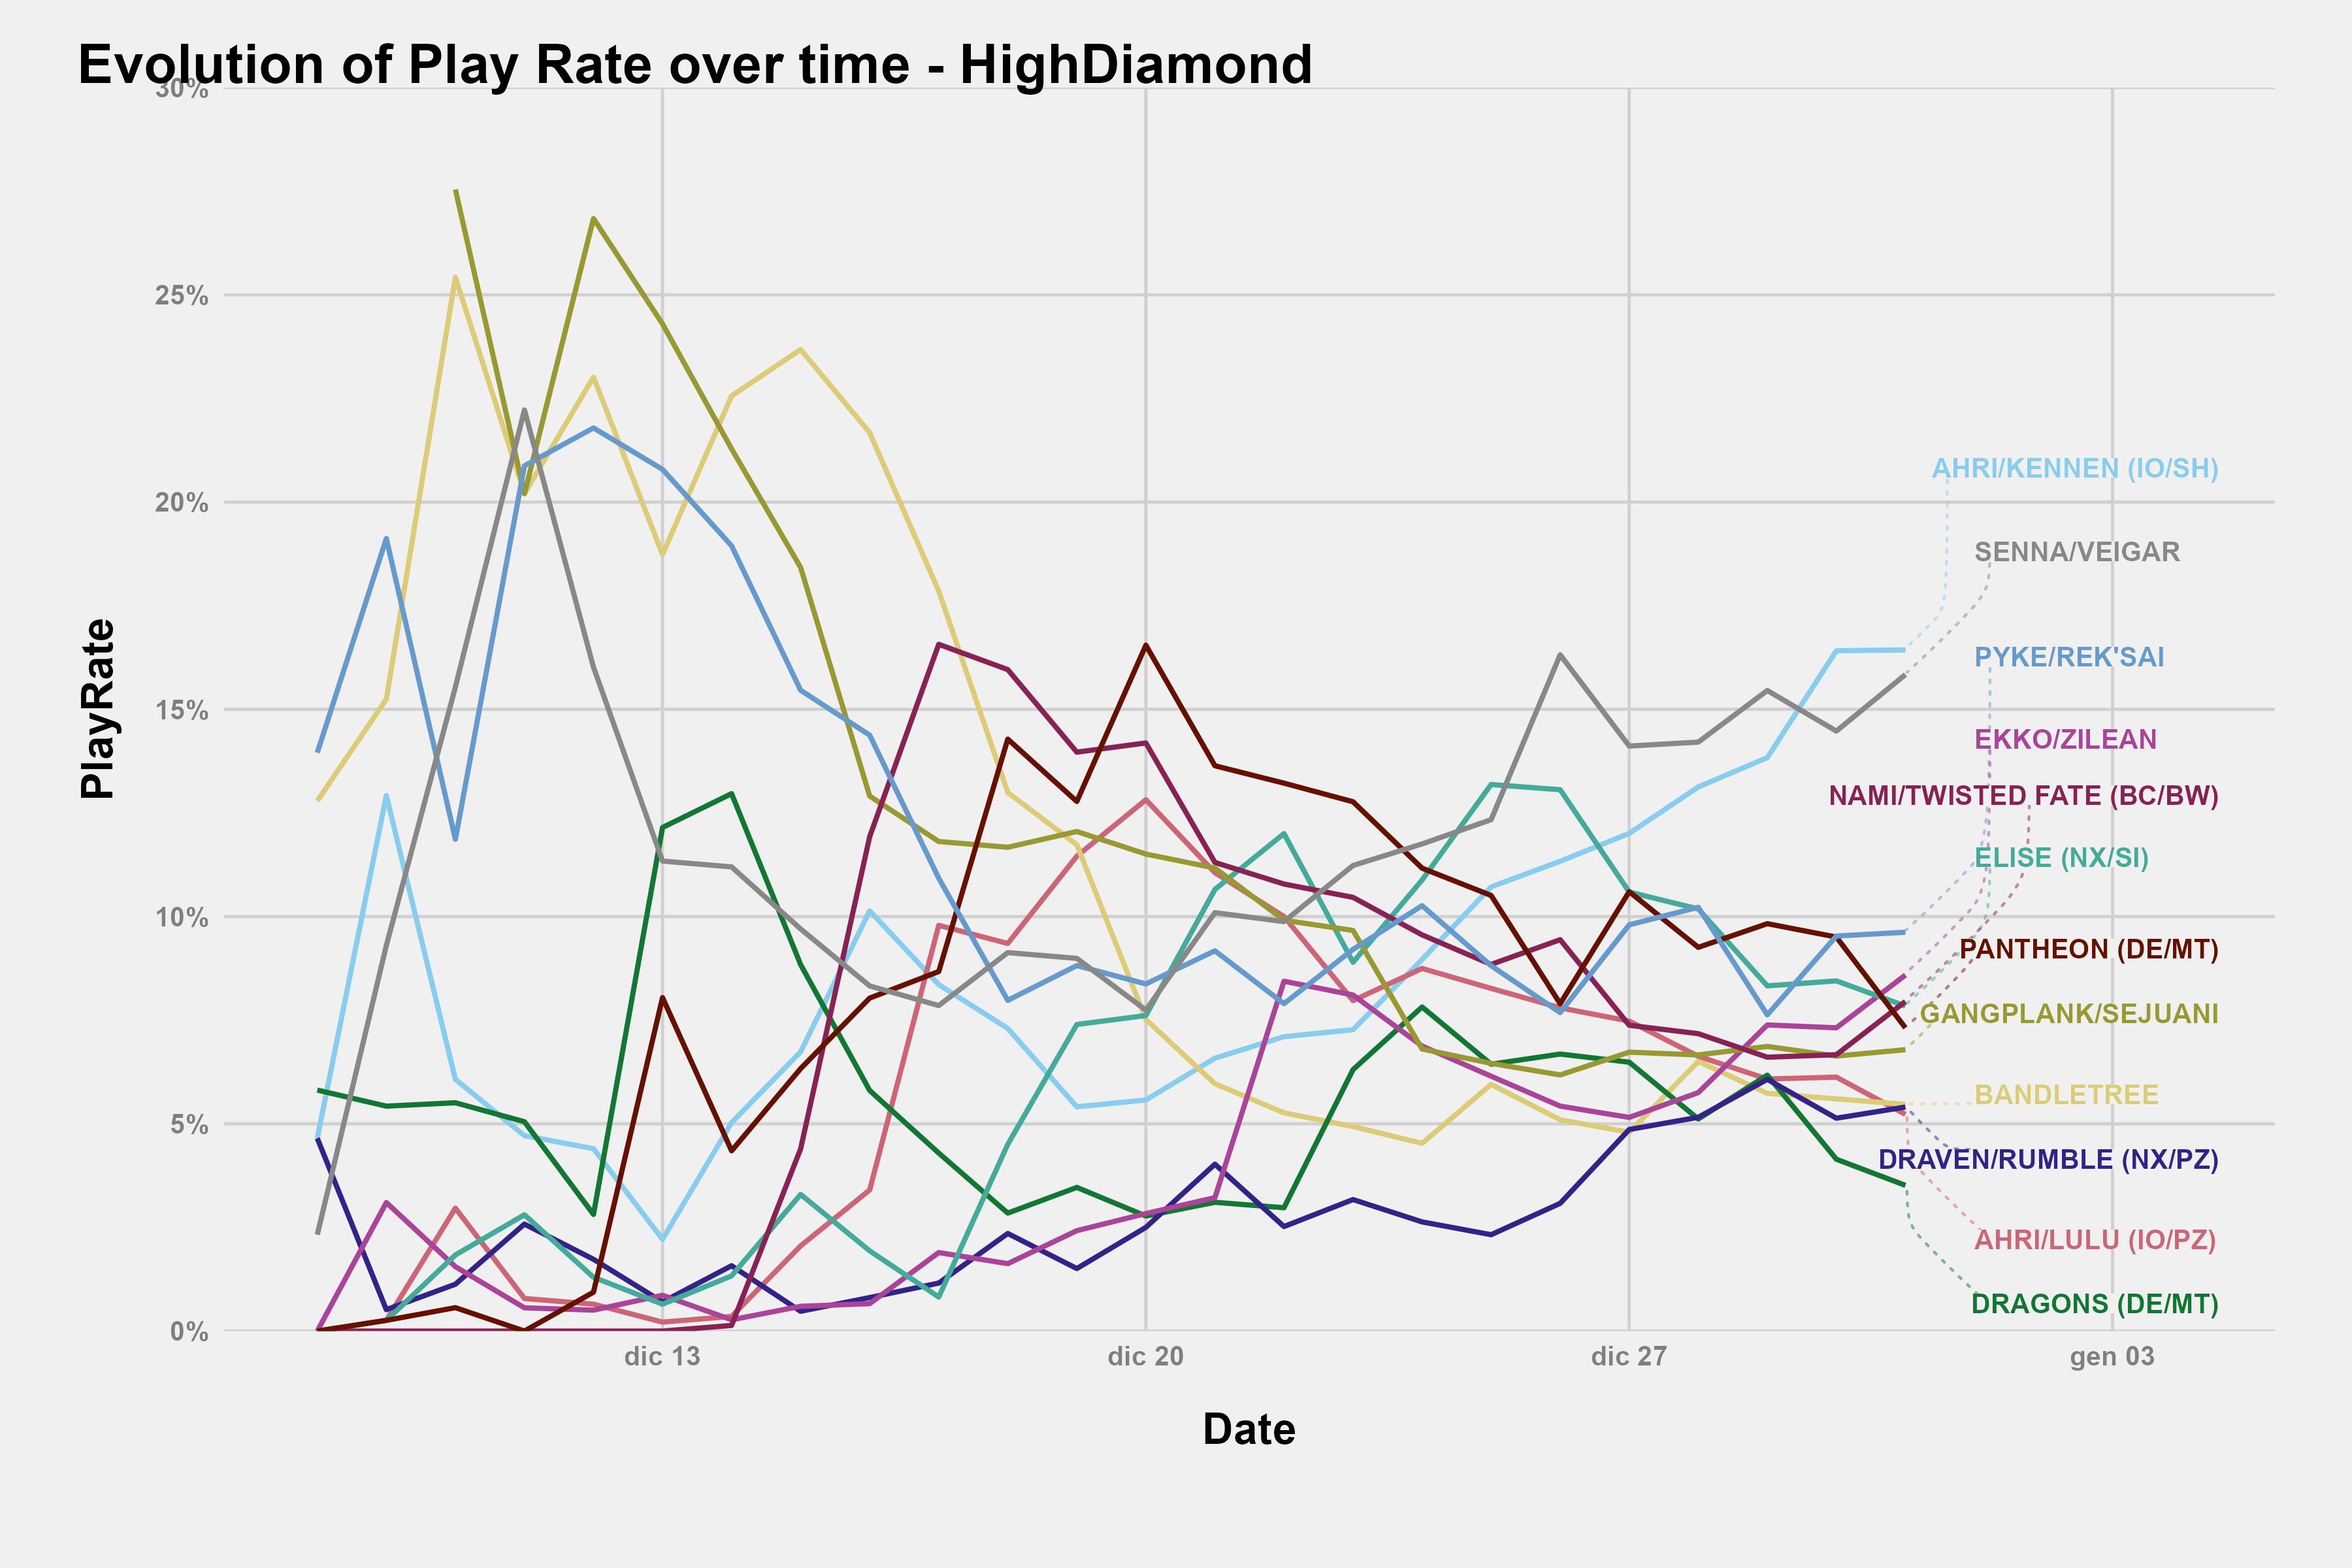 Evolution of Play Rate over time - HighDiamond
30%
25%
20%
15%
10%
5%
0%
PlayRate
AHRI/KENNEN (IO/SH)
SENNA/VEIGAR
PYKE/REK'SAI
EKKO/ZILEAN
NAMI/TWISTED FATE (BC/BW)
ELISE (NX/SI)
PANTHEON (DE/MT)
GANGPLANK/SEJUANI
BANDLETREE
DRAVEN/RUMBLE (NX/PZ)
AHRI/LULU (IO/PZ)
DRAGONS (DE/MT)
dic 13
dic 20
dic 27
gen 03
Date